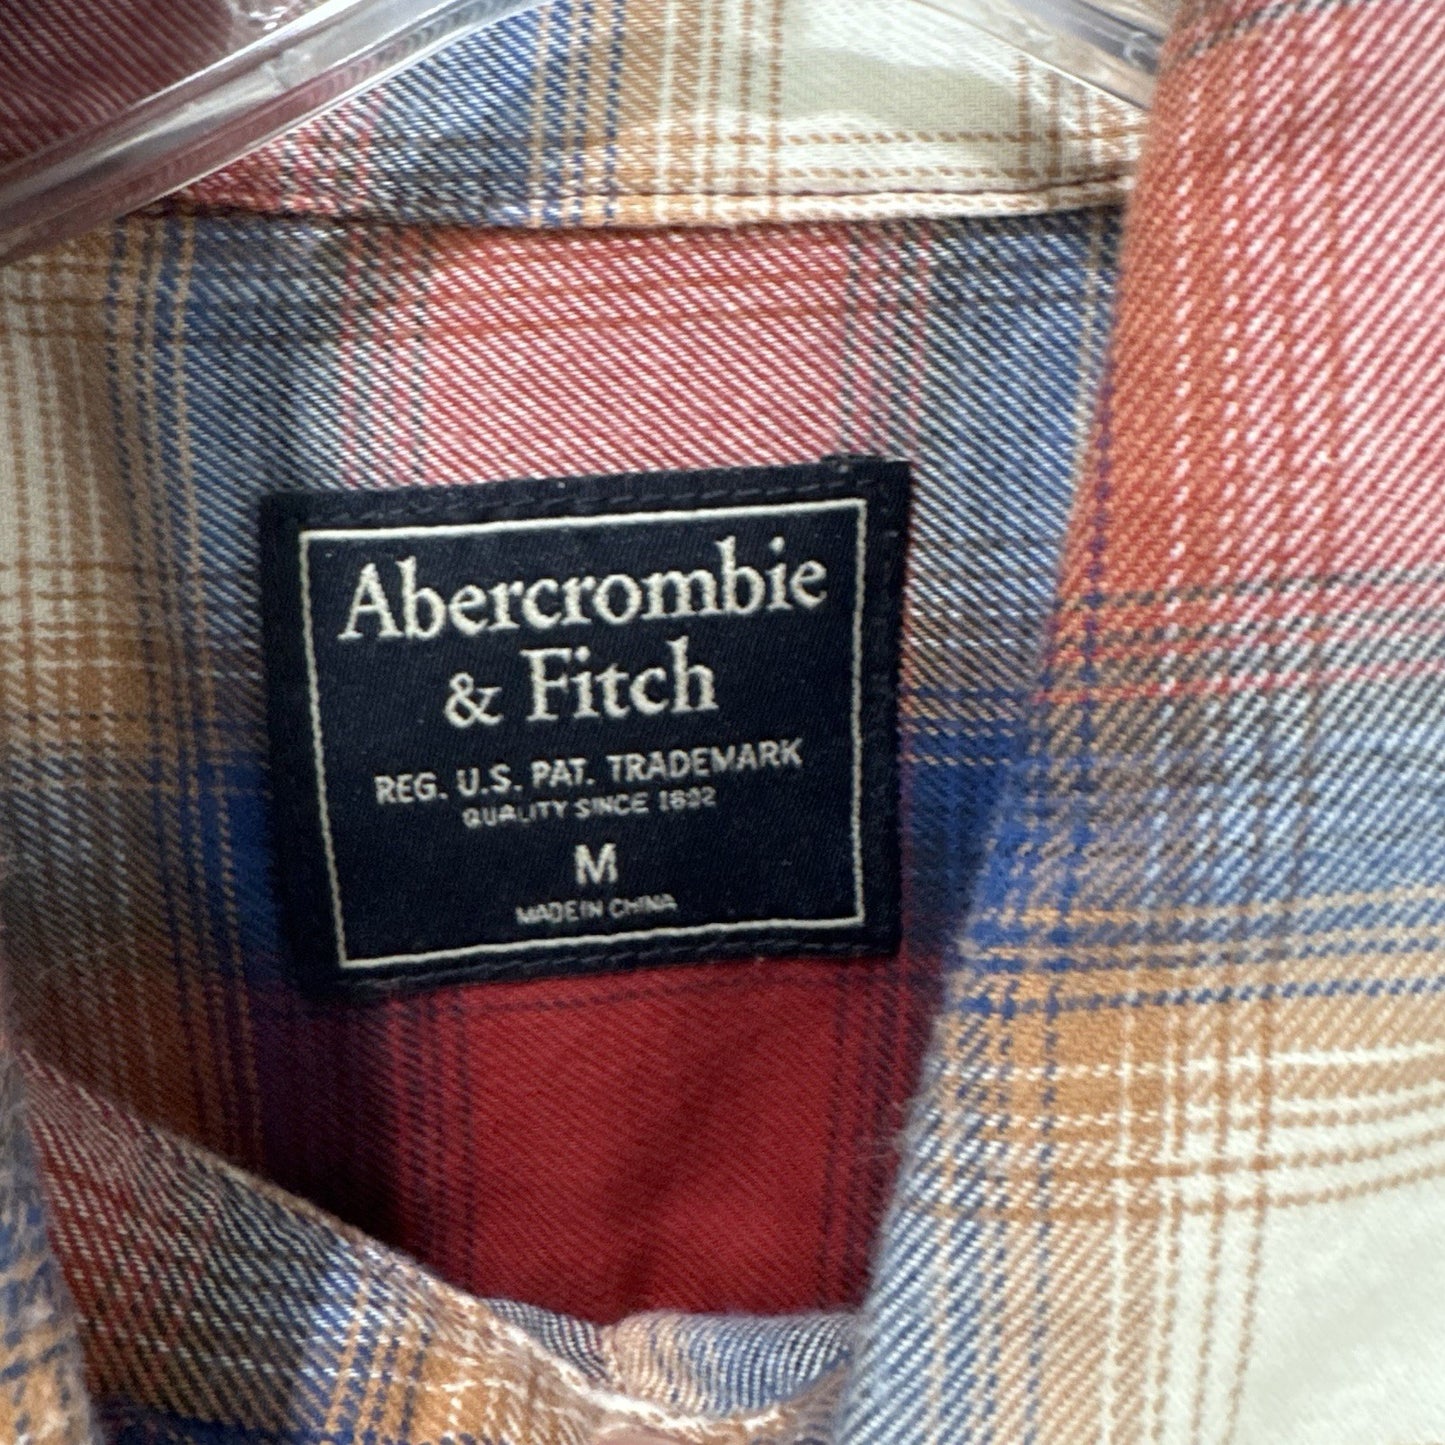 Abercrombie
& Fitch
REG. U.S. PAT. TRADEMARK
QUALITY SINCE 1892
M
MADE IN CHINA